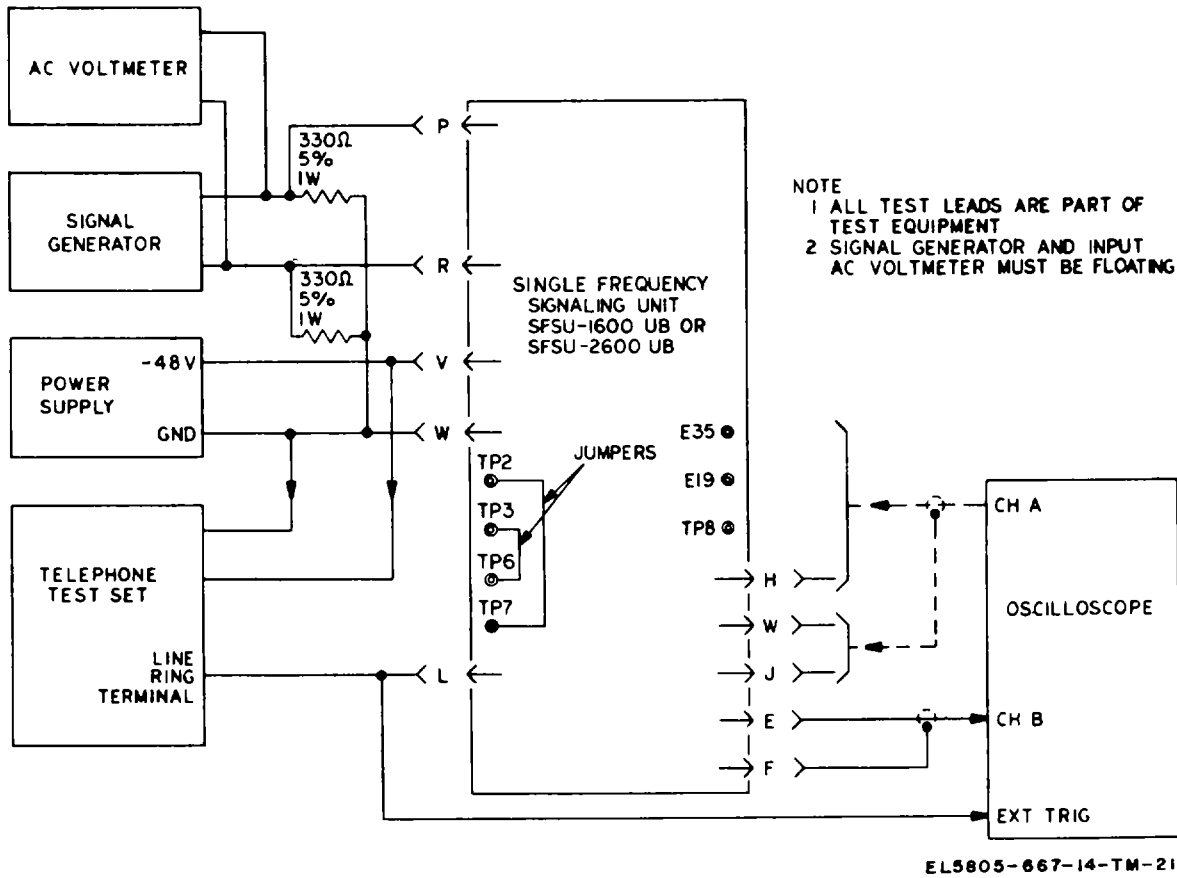 AC VOLTMETER
330Ω
5%
1W
P
SIGNAL
GENERATOR
330Ω
5%
1W
R
NOTE
1 ALL TEST LEADS ARE PART OF
TEST EQUIPMENT
2 SIGNAL GENERATOR AND INPUT
AC VOLTMETER MUST BE FLOATING
SINGLE FREQUENCY
SIGNALING UNIT
SFSU-1600 UB OR
SFSU-2600 UB
-48V
POWER
SUPPLY
GND
V
W
JUMPERS
TP2
TP3
TP6
TP7
E35
E19
TP8
TELEPHONE
TEST SET
LINE
RING
TERMINAL
L
H
W
J
E
F
CH A
OSCILLOSCOPE
CH B
EXT TRIG
EL5805-667-14-TM-21